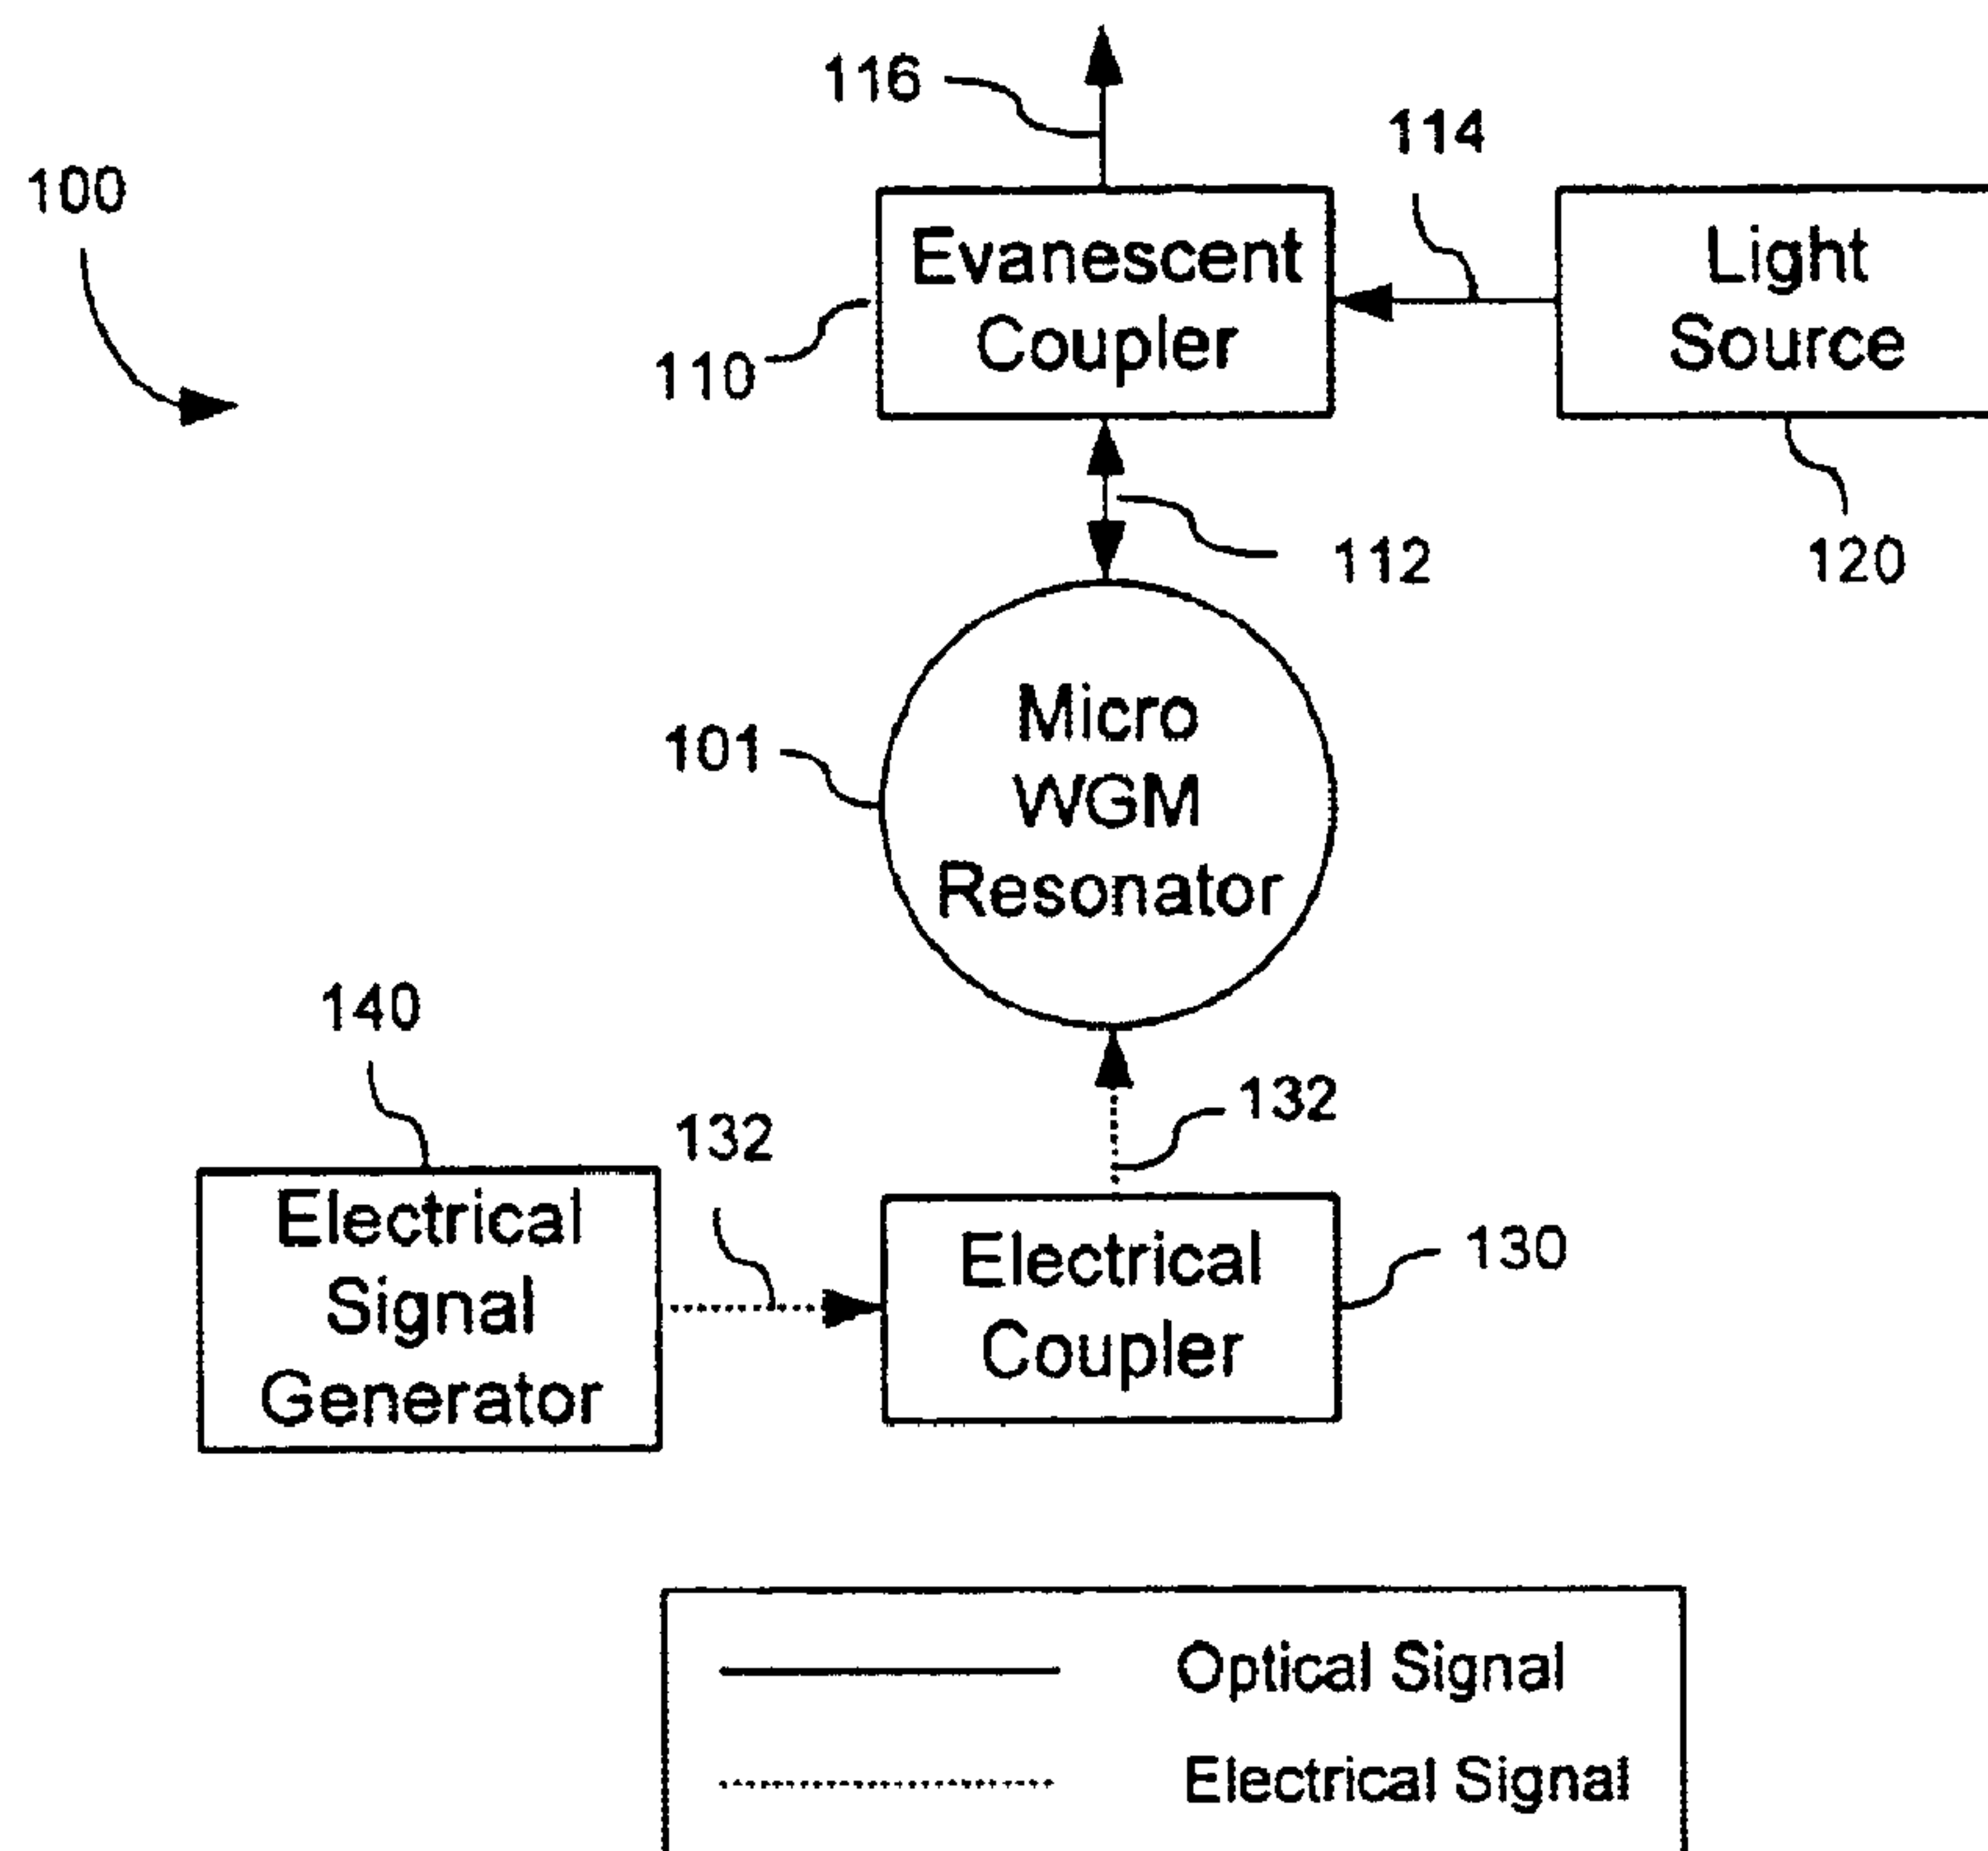 116
114
100
Evanescent
Coupler
Light
Source
110
112
120
Micro
WGM
Resonator
101
140
132
132
Electrical
Signal
Generator
Electrical
Coupler
130
Optical Signal
Electrical Signal